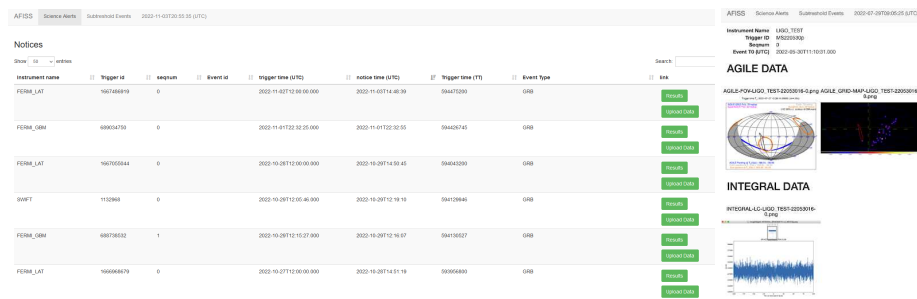 AFISS Science Alerts Subthreshold Events 2022-11-03T20:55:35 (UTC)
Notices
Show 50 entries
Search:
Instrument name Trigger id seqnum Event id trigger time (UTC) notice time (UTC) Trigger time (TT) Event Type link
FERMI_LAT 1667486919 0 2022-11-02T12:00:00.000 2022-11-03T14:48:39 594475200 GRB Results
Upload Data
FERMI_GBM 689034750 0 2022-11-01T22:32:25.000 2022-11-01T22:32:55 594426745 GRB Results
Upload Data
FERMI_LAT 1667055044 0 2022-10-28T12:00:00.000 2022-10-29T14:50:45 594043200 GRB Results
Upload Data
SWIFT 1132868 0 2022-10-29T12:05:46.000 2022-10-29T12:19:10 594129946 GRB Results
Upload Data
FERMI_GBM 688738532 1 2022-10-29T12:15:27.000 2022-10-29T12:16:07 594130527 GRB Results
Upload Data
FERMI_LAT 1666968679 0 2022-10-27T12:00:00.000 2022-10-28T14:51:19 593956800 GRB Results
Upload Data
AFISS Science Alerts Subthreshold Events 2022-07-29T09:05:25 (UTC)
Instrument Name LIGO_TEST
Trigger ID MS220530p
Seqnum 0
Event T0 (UTC) 2022-05-30T11:10:31.000
AGILE DATA
AGILE-FOV-LIGO_TEST-22053016-0.png AGILE_GRID-MAP-LIGO_TEST-22053016-
0.png
INTEGRAL DATA
INTEGRAL-LC-LIGO_TEST-22053016-
0.png